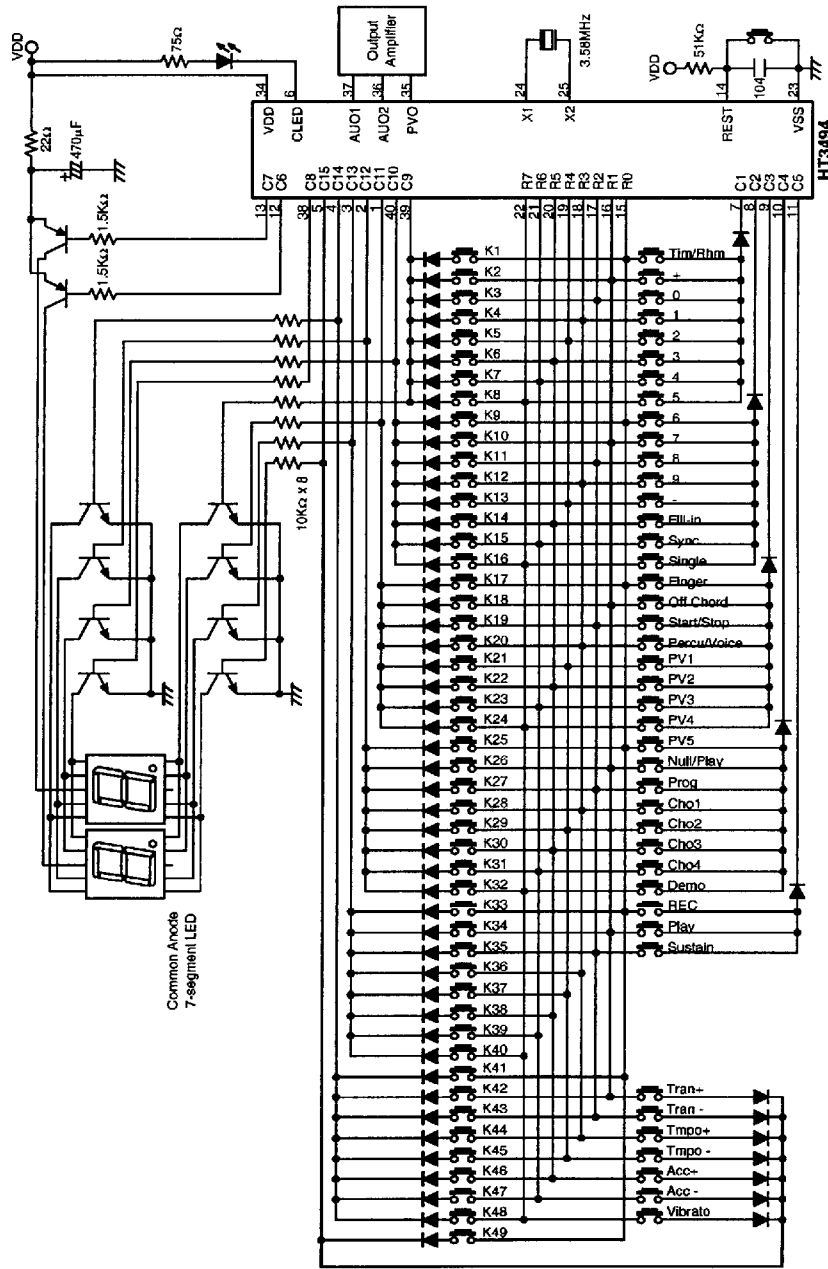 VDD
75Ω
22Ω
470μF
+
1.5KΩ
1.5KΩ
Output
Amplifier
3.58MHz
VDD
51KΩ
104
34
6
37
36
35
24
25
14
23
VDD
CLED
AUO1
AUO2
PVO
X1
X2
REST
VSS
HT3494
C7
C6
C8
C15
C14
C13
C12
C11
C10
C9
R7
R6
R5
R4
R3
R2
R1
R0
C1
C2
C3
C4
C5
13
12
38
5
4
3
2
1
40
39
22
21
20
19
18
17
16
15
7
8
9
10
11
10KΩ x 8
Common Anode
7-segment LED
K1 Tim/Rhm
K2 +
K3 0
K4 1
K5 2
K6 3
K7 4
K8 5
K9 6
K10 7
K11 8
K12 9
K13 -
K14 Fill-in
K15 Sync
K16 Single
K17 Finger
K18 Off Chord
K19 Start/Stop
K20 Percu/Voice
K21 PV1
K22 PV2
K23 PV3
K24 PV4
K25 PV5
K26 Null/Play
K27 Prog
K28 Cho1
K29 Cho2
K30 Cho3
K31 Cho4
K32 Demo
K33 REC
K34 Play
K35 Sustain
K36
K37
K38
K39
K40
K41
K42 Tran+
K43 Tran -
K44 Tmpo+
K45 Tmpo -
K46 Acc+
K47 Acc -
K48 Vibrato
K49